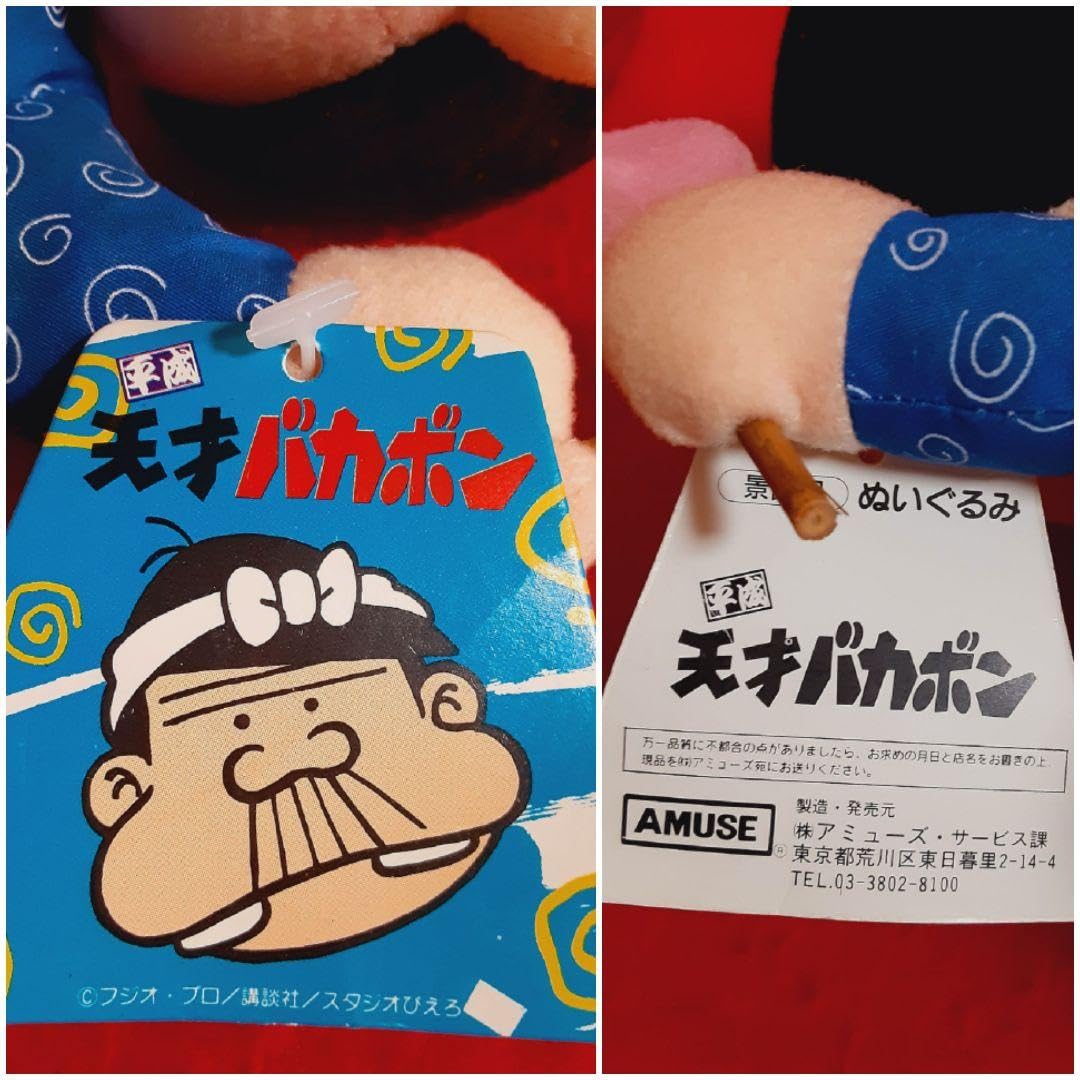 平成
天才バカボン
©フジオ・プロ/講談社/スタジオぴえろ
ぬいぐるみ
平成
天才バカボン
万一品質に不都合の点がありましたら、お求めの月日と店名をお書きの上、
現品を㈱アミューズ宛にお送りください。
AMUSE
®
製造・発売元
㈱アミューズ・サービス課
東京都荒川区東日暮里2-14-4
TEL.03-3802-8100